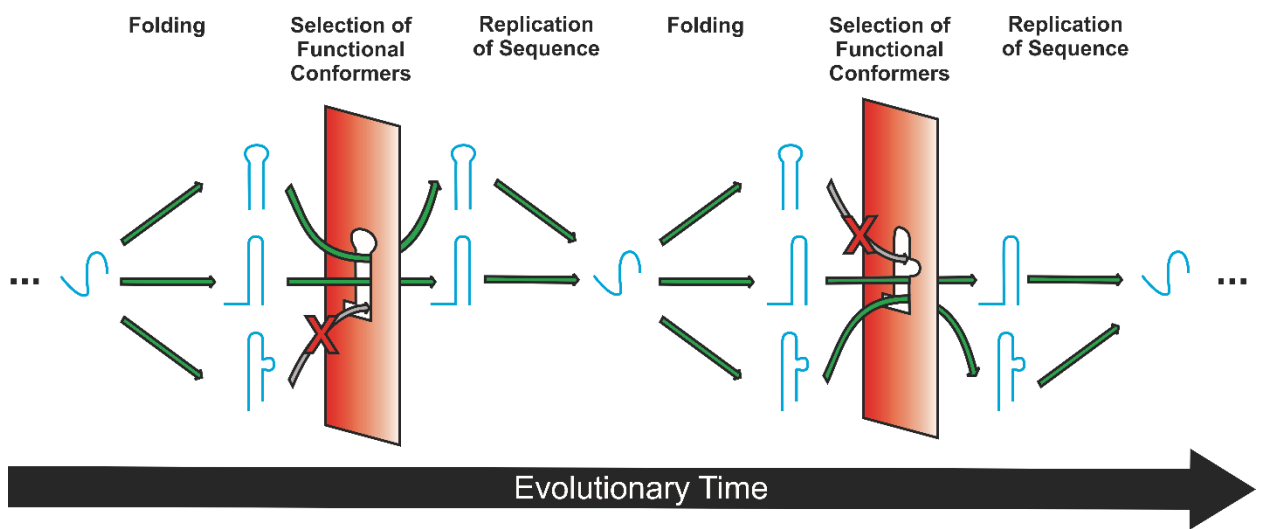 Folding
Selection of
Functional
Conformers
Replication
of Sequence
Folding
Selection of
Functional
Conformers
Replication
of Sequence
...
X
X
...
Evolutionary Time